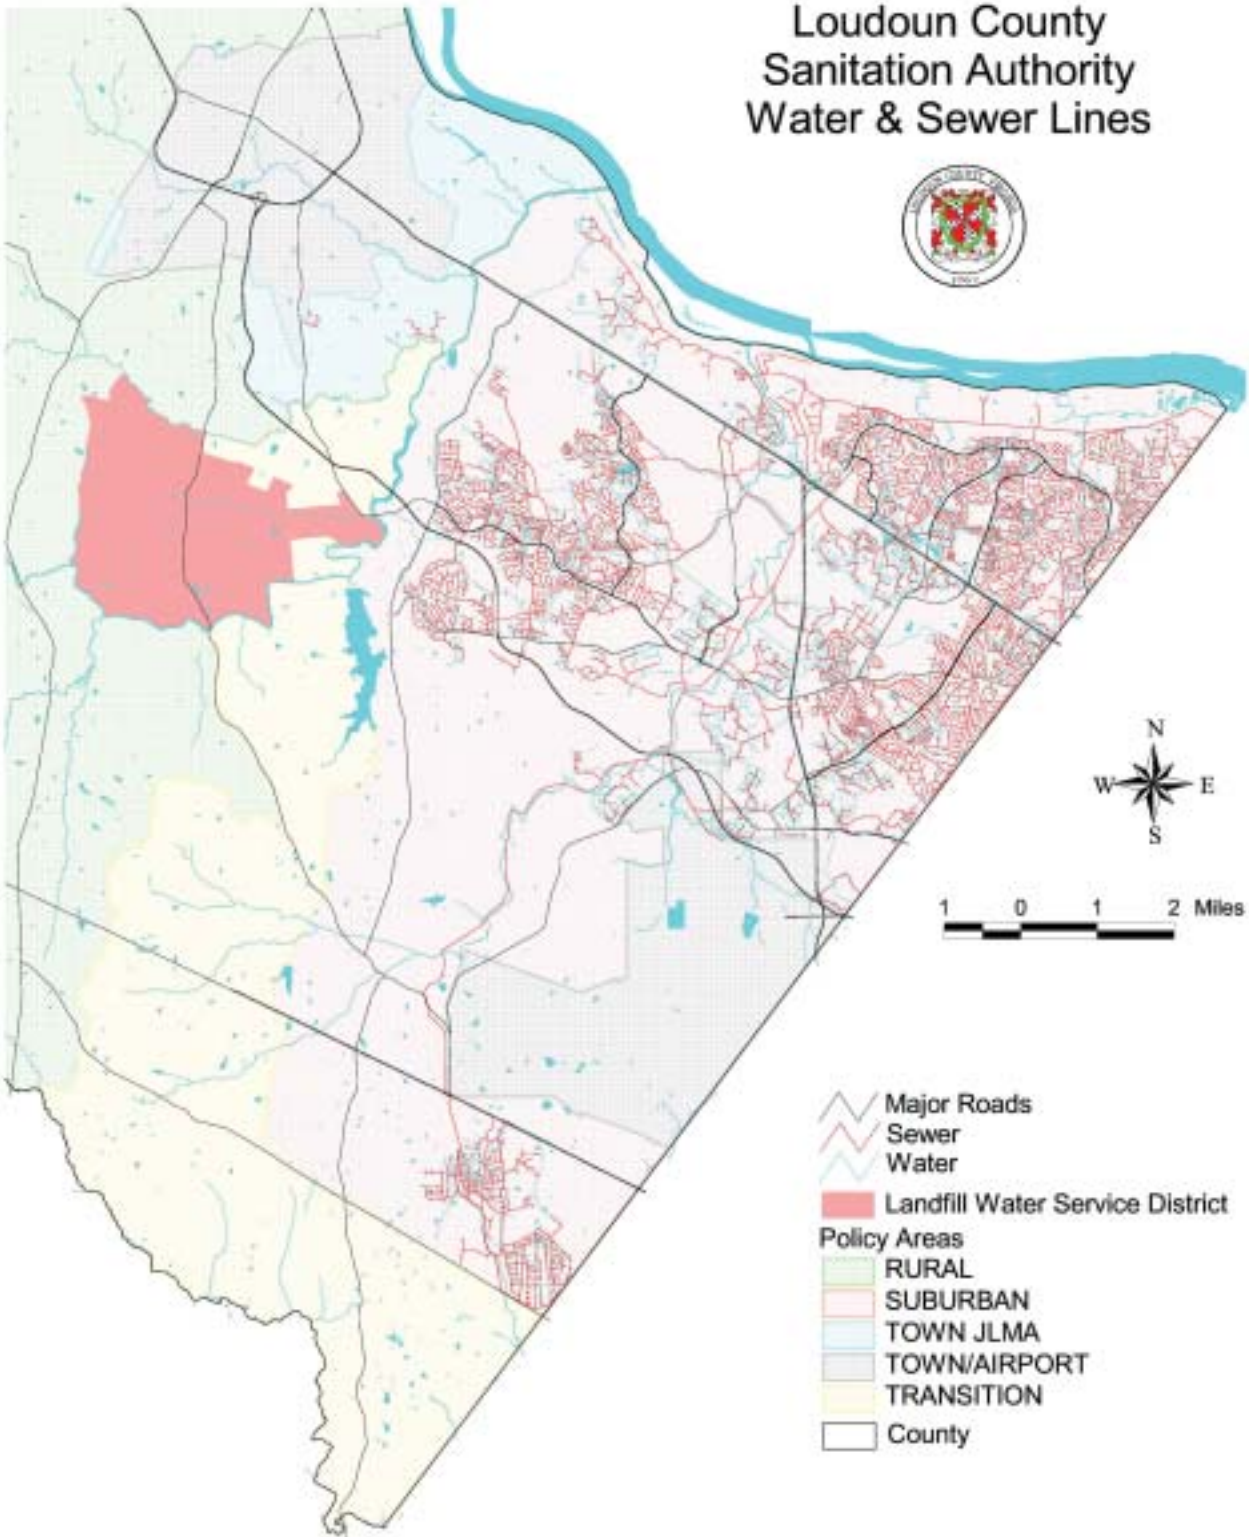 Loudoun County
Sanitation Authority
Water & Sewer Lines
N
W E
S
1 0 1 2 Miles
Major Roads
Sewer
Water
Landfill Water Service District
Policy Areas
RURAL
SUBURBAN
TOWN JLMA
TOWN/AIRPORT
TRANSITION
County